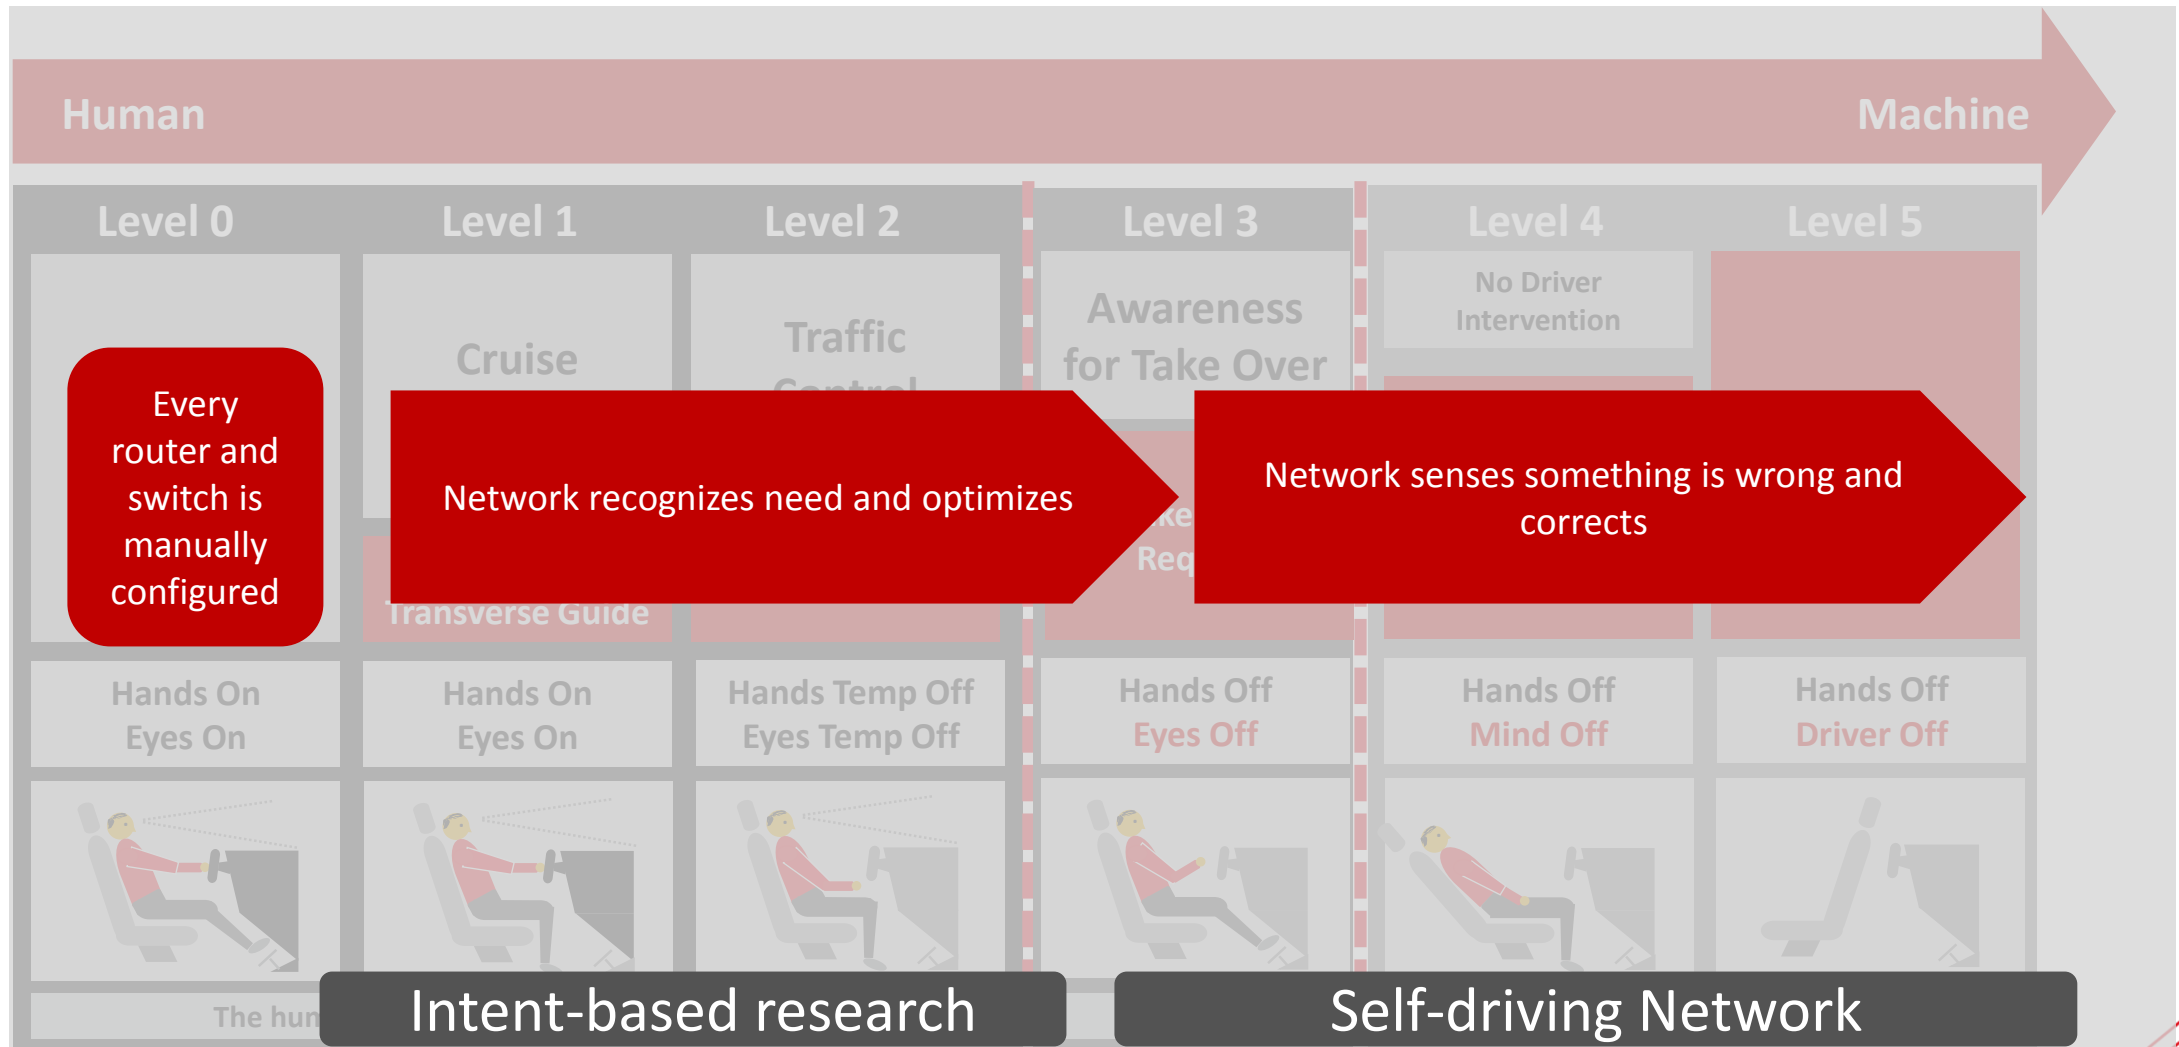 Human
Machine
Level 0
Level 1
Level 2
Level 3
Level 4
Level 5
Cruise
Traffic
Control
Awareness
for Take Over
No Driver
Intervention
Every
router and
switch is
manually
configured
Network recognizes need and optimizes
Network senses something is wrong and
corrects
Transverse Guide
Hands On
Eyes On
Hands On
Eyes On
Hands Temp Off
Eyes Temp Off
Hands Off
Eyes Off
Hands Off
Mind Off
Hands Off
Driver Off
The
Intent-based research
Self-driving Network